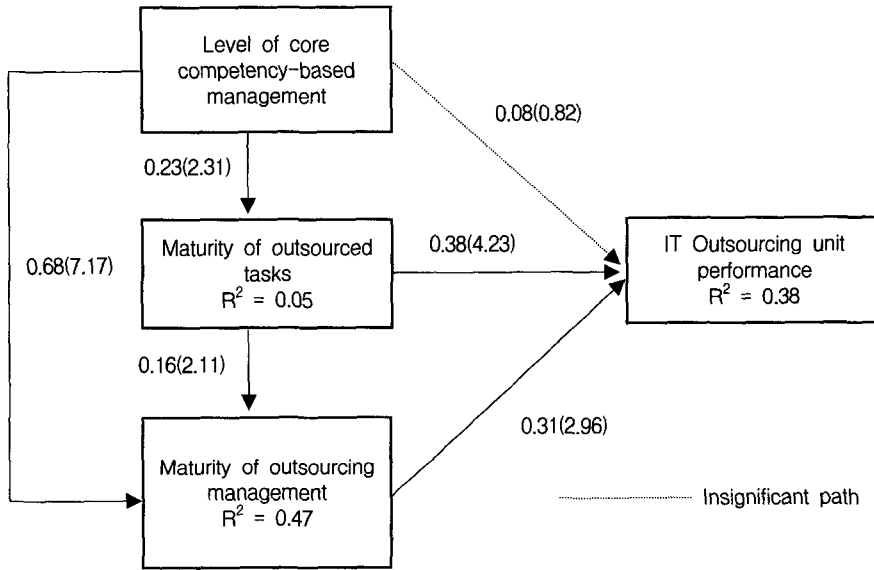 Level of core
competency-based
management
0.08(0.82)
0.23(2.31)
Maturity of outsourced
tasks
R² = 0.05
0.38(4.23)
IT Outsourcing unit
performance
R² = 0.38
0.68(7.17)
0.16(2.11)
0.31(2.96)
Maturity of outsourcing
management
R² = 0.47
Insignificant path